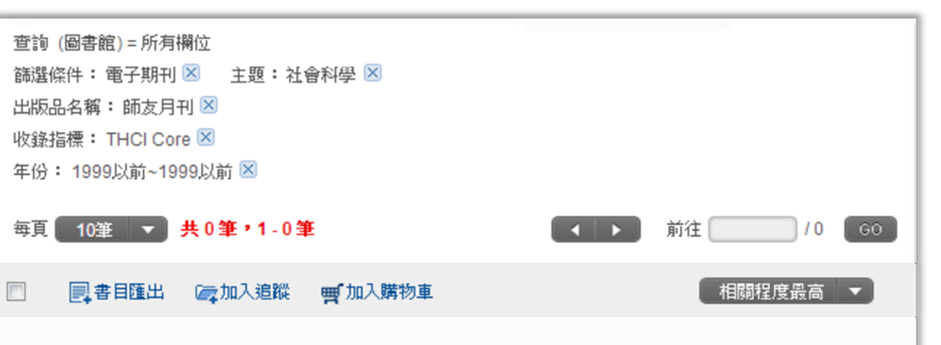 查詢 (圖書館) = 所有欄位
篩選條件：電子期刊 主題：社會科學
出版品名稱：師友月刊
收錄指標：THCI Core
年份：1999以前~1999以前
每頁 10筆 共 0 筆，1 - 0 筆 前往 / 0 GO
書目匯出 加入追蹤 加入購物車 相關程度最高